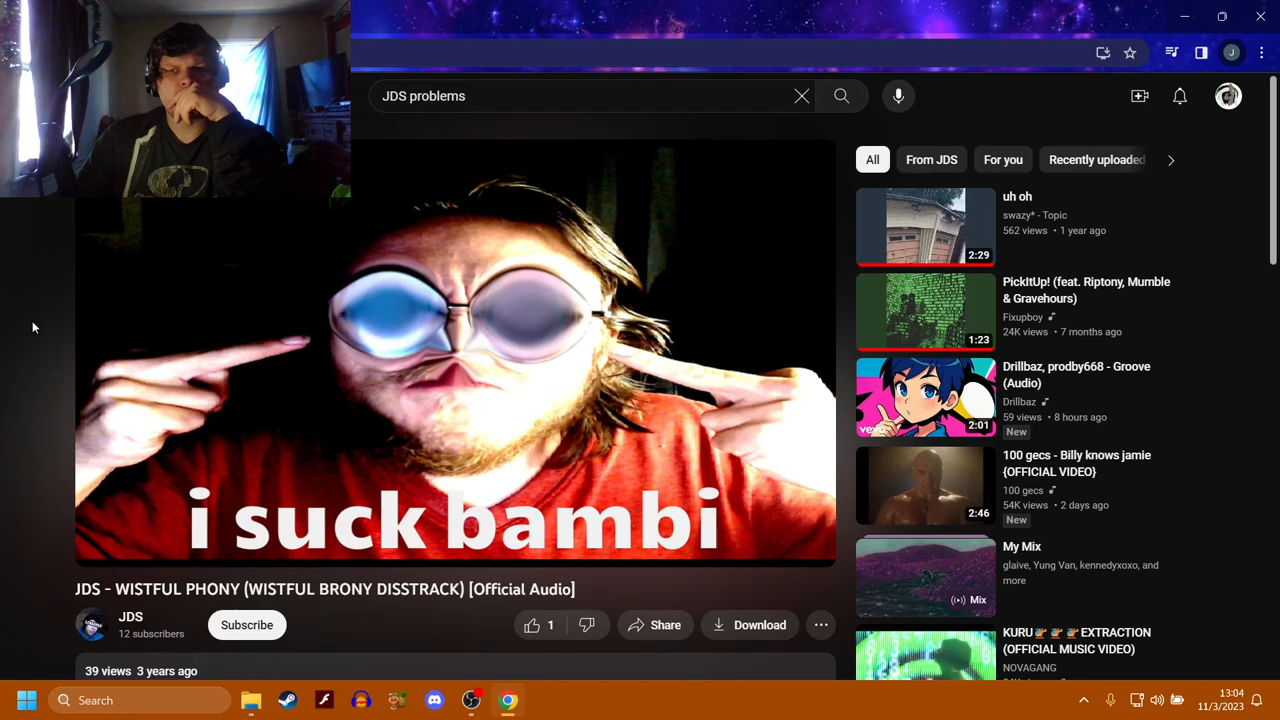 J
JDS problems
All
From JDS
For you
Recently uploaded
i suck bambi
uh oh
swazy* - Topic
562 views • 1 year ago
2:29
PickItUp! (feat. Riptony, Mumble
& Gravehours)
Fixupboy
24K views • 7 months ago
1:23
Drillbaz, prodby668 - Groove
(Audio)
Drillbaz
59 views • 8 hours ago
New
vevo
2:01
100 gecs - Billy knows jamie
{OFFICIAL VIDEO}
100 gecs
54K views • 2 days ago
New
2:46
My Mix
glaive, Yung Van, kennedyxoxo, and
more
Mix
KURU🧏🧏🧏EXTRACTION
(OFFICIAL MUSIC VIDEO)
NOVAGANG
JDS - WISTFUL PHONY (WISTFUL BRONY DISSTRACK) [Official Audio]
JDS
12 subscribers
Subscribe
1
Share
Download
39 views 3 years ago
Search
13:04
11/3/2023